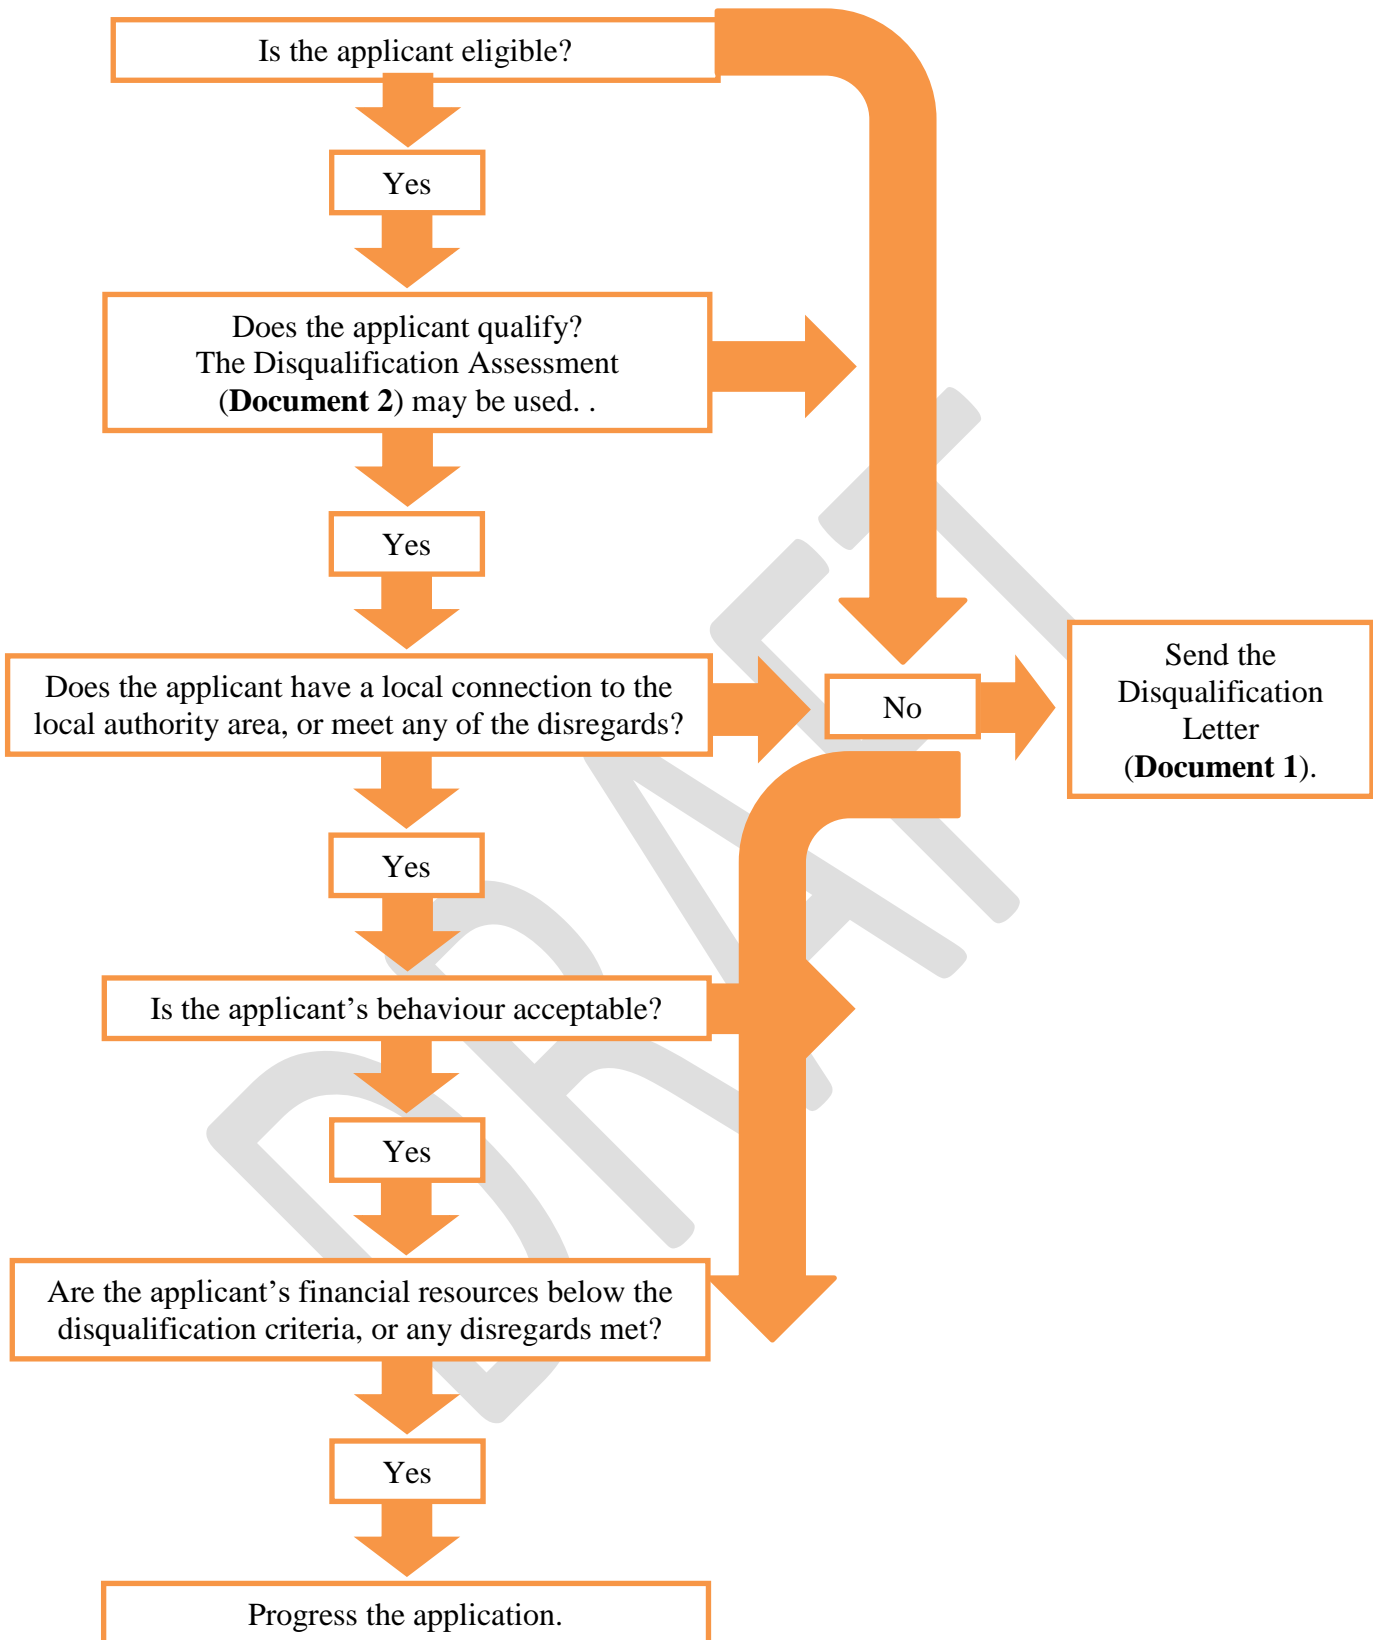 Is the applicant eligible?
Yes
Does the applicant qualify?
The Disqualification Assessment
(Document 2) may be used. .
Yes
Does the applicant have a local connection to the
local authority area, or meet any of the disregards?
No
Send the
Disqualification
Letter
(Document 1).
Yes
Is the applicant’s behaviour acceptable?
Yes
Are the applicant’s financial resources below the
disqualification criteria, or any disregards met?
Yes
Progress the application.
DRAFT